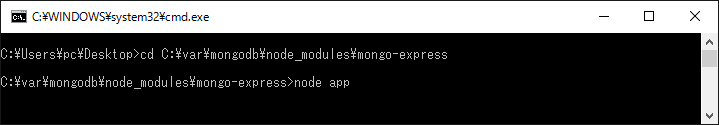 C:¥WINDOWS¥system32¥cmd.exe
C:¥Users¥pc¥Desktop>cd C:¥var¥mongodb¥node_modules¥mongo-express
C:¥var¥mongodb¥node_modules¥mongo-express>node app